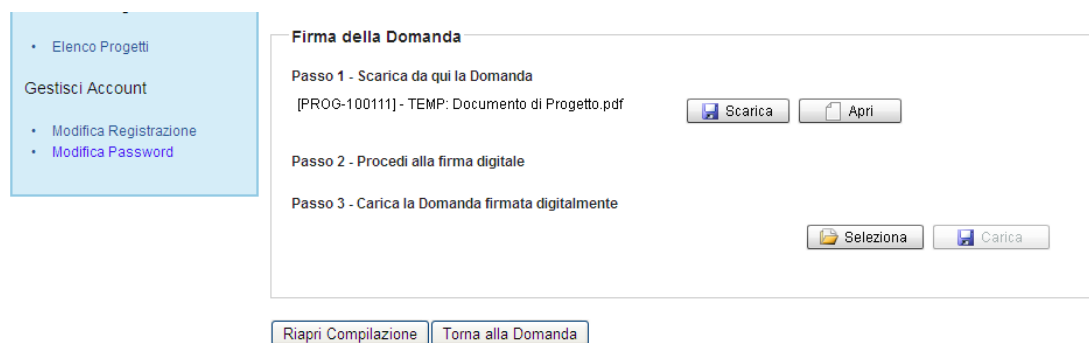 Elenco Progetti
Gestisci Account
Modifica Registrazione
Modifica Password
Firma della Domanda
Passo 1 - Scarica da qui la Domanda
[PROG-100111] - TEMP: Documento di Progetto.pdf
Scarica
Apri
Passo 2 - Procedi alla firma digitale
Passo 3 - Carica la Domanda firmata digitalmente
Seleziona
Carica
Riapri Compilazione
Torna alla Domanda